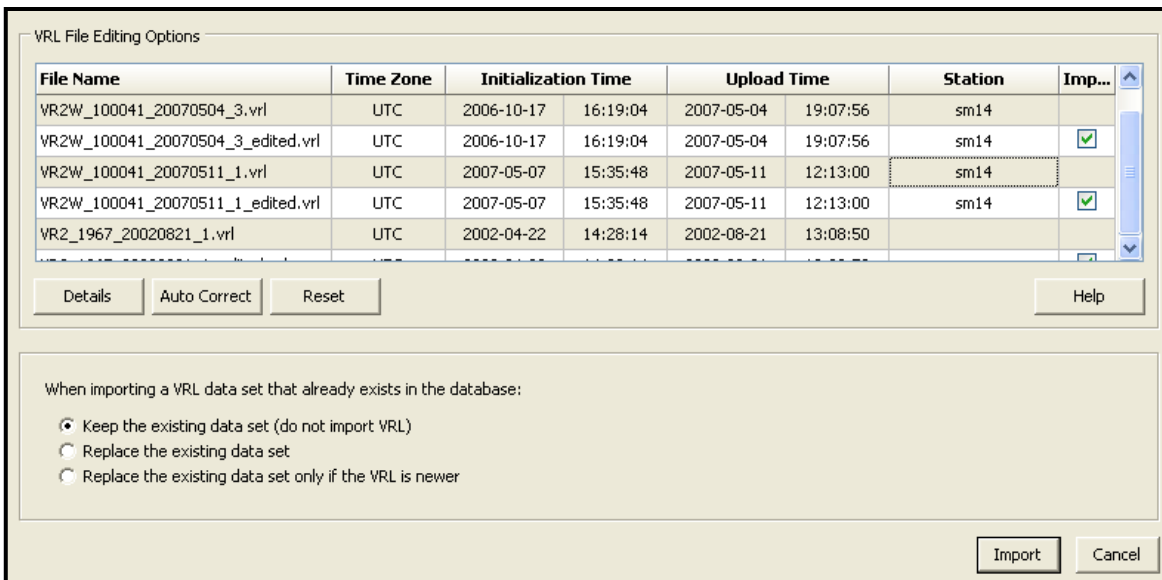 VRL File Editing Options
File Name Time Zone Initialization Time Upload Time Station Imp...
VR2W_100041_20070504_3.vrl UTC 2006-10-17 16:19:04 2007-05-04 19:07:56 sm14
VR2W_100041_20070504_3_edited.vrl UTC 2006-10-17 16:19:04 2007-05-04 19:07:56 sm14
VR2W_100041_20070511_1.vrl UTC 2007-05-07 15:35:48 2007-05-11 12:13:00 sm14
VR2W_100041_20070511_1_edited.vrl UTC 2007-05-07 15:35:48 2007-05-11 12:13:00 sm14
VR2_1967_20020821_1.vrl UTC 2002-04-22 14:28:14 2002-08-21 13:08:50
Details Auto Correct Reset Help
When importing a VRL data set that already exists in the database:
Keep the existing data set (do not import VRL)
Replace the existing data set
Replace the existing data set only if the VRL is newer
Import Cancel